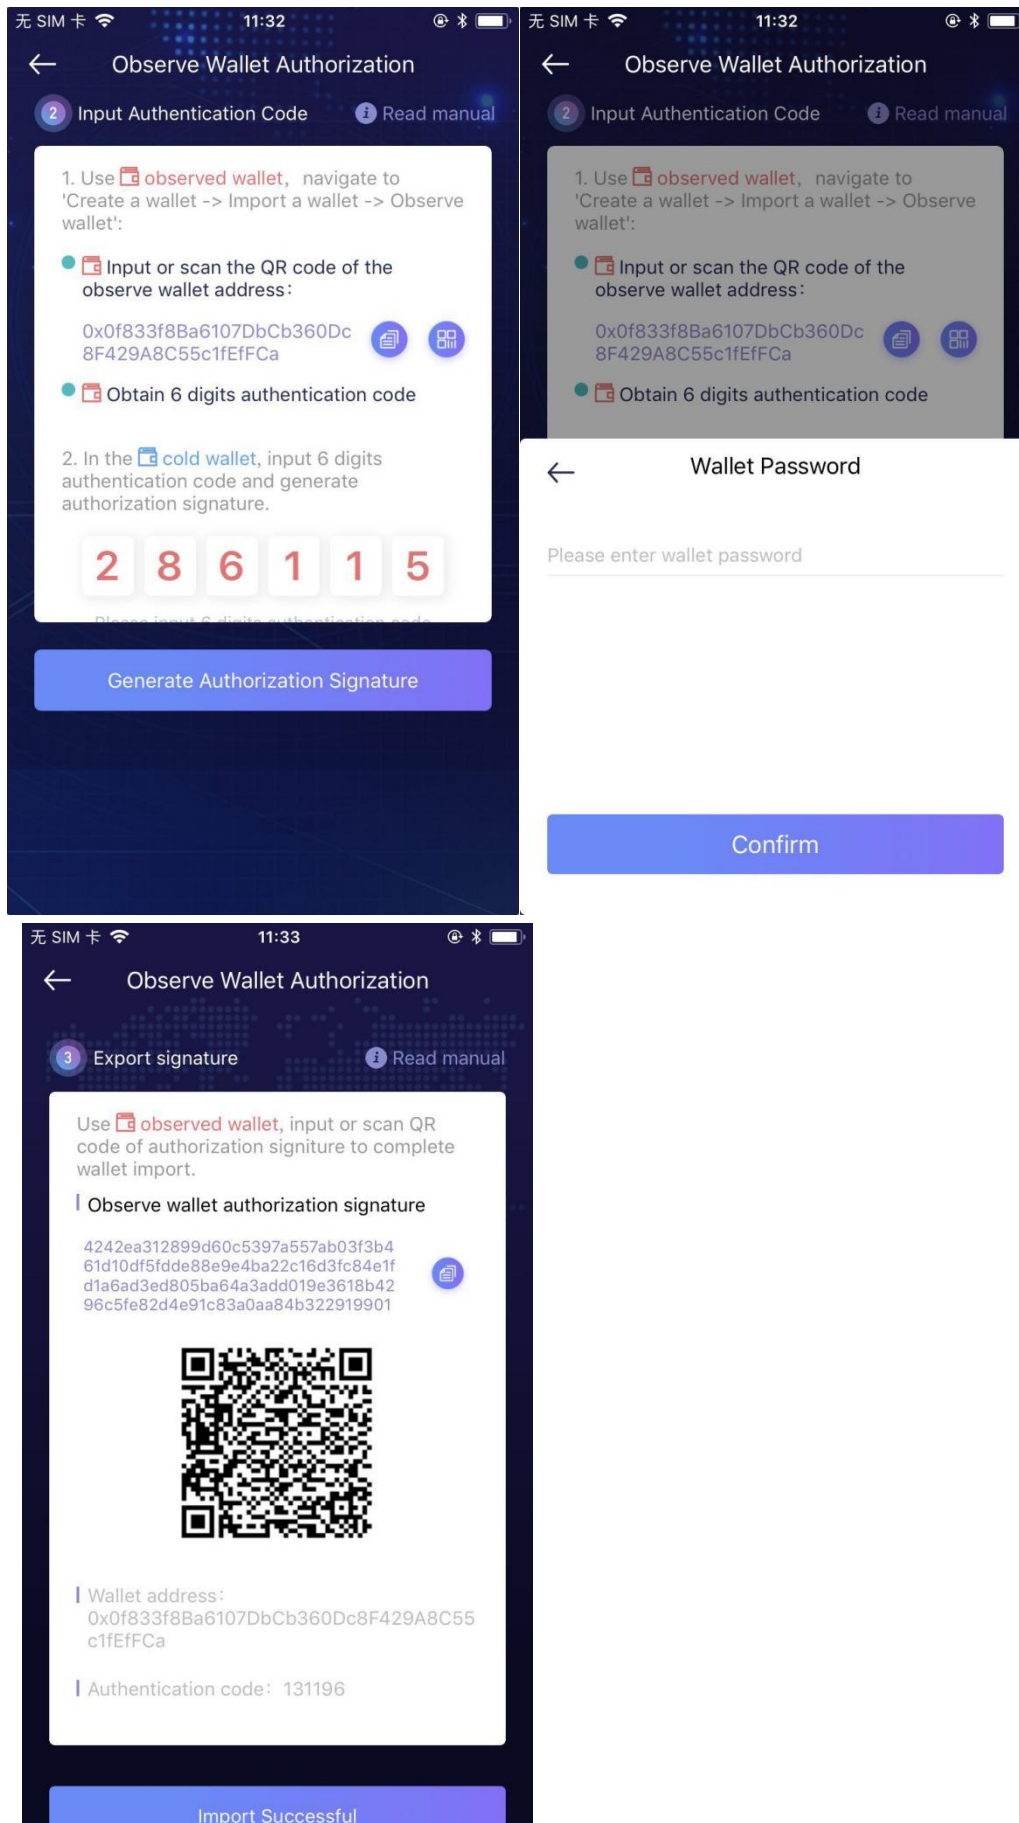 无 SIM 卡 11:32
Observe Wallet Authorization
2 Input Authentication Code i Read manual
1. Use observed wallet, navigate to
'Create a wallet -> Import a wallet -> Observe
wallet':
Input or scan the QR code of the
observe wallet address:
0x0f833f8Ba6107DbCb360Dc
8F429A8C55c1fEfFCa
Obtain 6 digits authentication code
2. In the cold wallet, input 6 digits
authentication code and generate
authorization signature.
2 8 6 1 1 5
Please input 6 digits authentication code
Generate Authorization Signature
无 SIM 卡 11:32
Observe Wallet Authorization
2 Input Authentication Code i Read manual
1. Use observed wallet, navigate to
'Create a wallet -> Import a wallet -> Observe
wallet':
Input or scan the QR code of the
observe wallet address:
0x0f833f8Ba6107DbCb360Dc
8F429A8C55c1fEfFCa
Obtain 6 digits authentication code
Wallet Password
Please enter wallet password
Confirm
无 SIM 卡 11:33
Observe Wallet Authorization
3 Export signature i Read manual
Use observed wallet, input or scan QR
code of authorization signiture to complete
wallet import.
Observe wallet authorization signature
4242ea312899d60c5397a557ab03f3b4
61d10df5fdde88e9e4ba22c16d3fc84e1f
d1a6ad3ed805ba64a3add019e3618b42
96c5fe82d4e91c83a0aa84b322919901
Wallet address:
0x0f833f8Ba6107DbCb360Dc8F429A8C55
c1fEfFCa
Authentication code: 131196
Import Successful